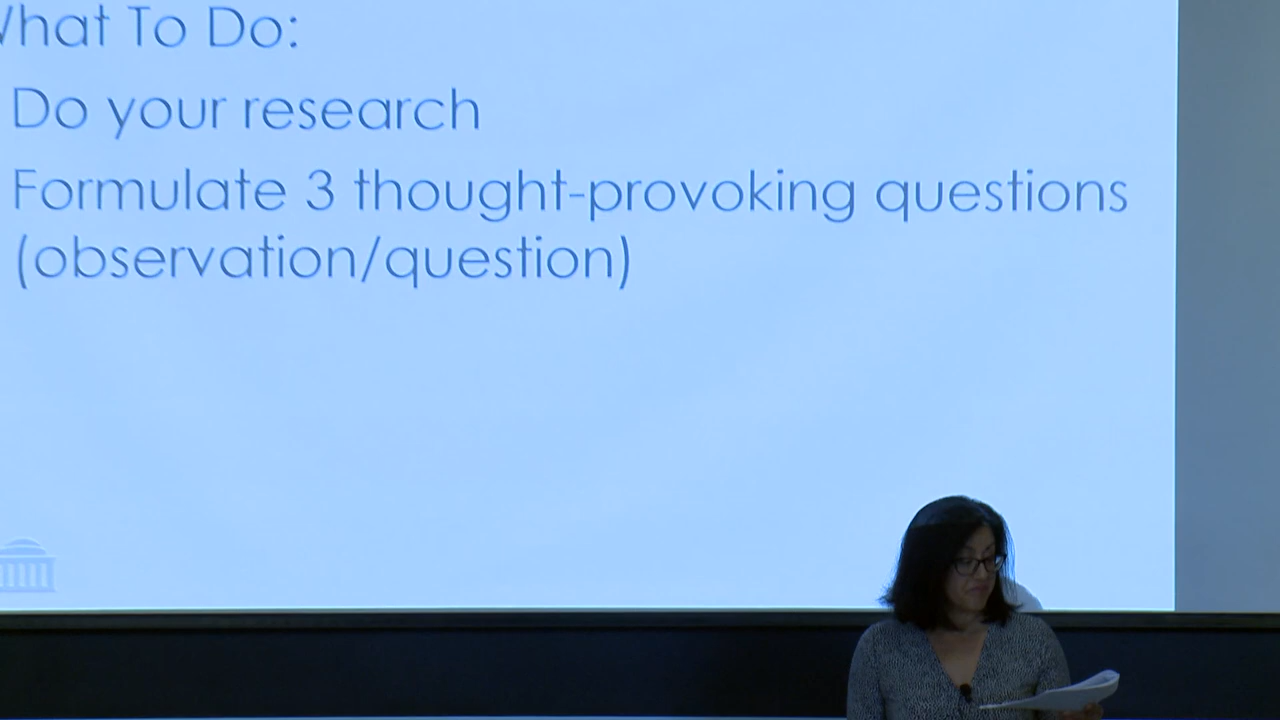 What To Do:
Do your research
Formulate 3 thought-provoking questions
(observation/question)